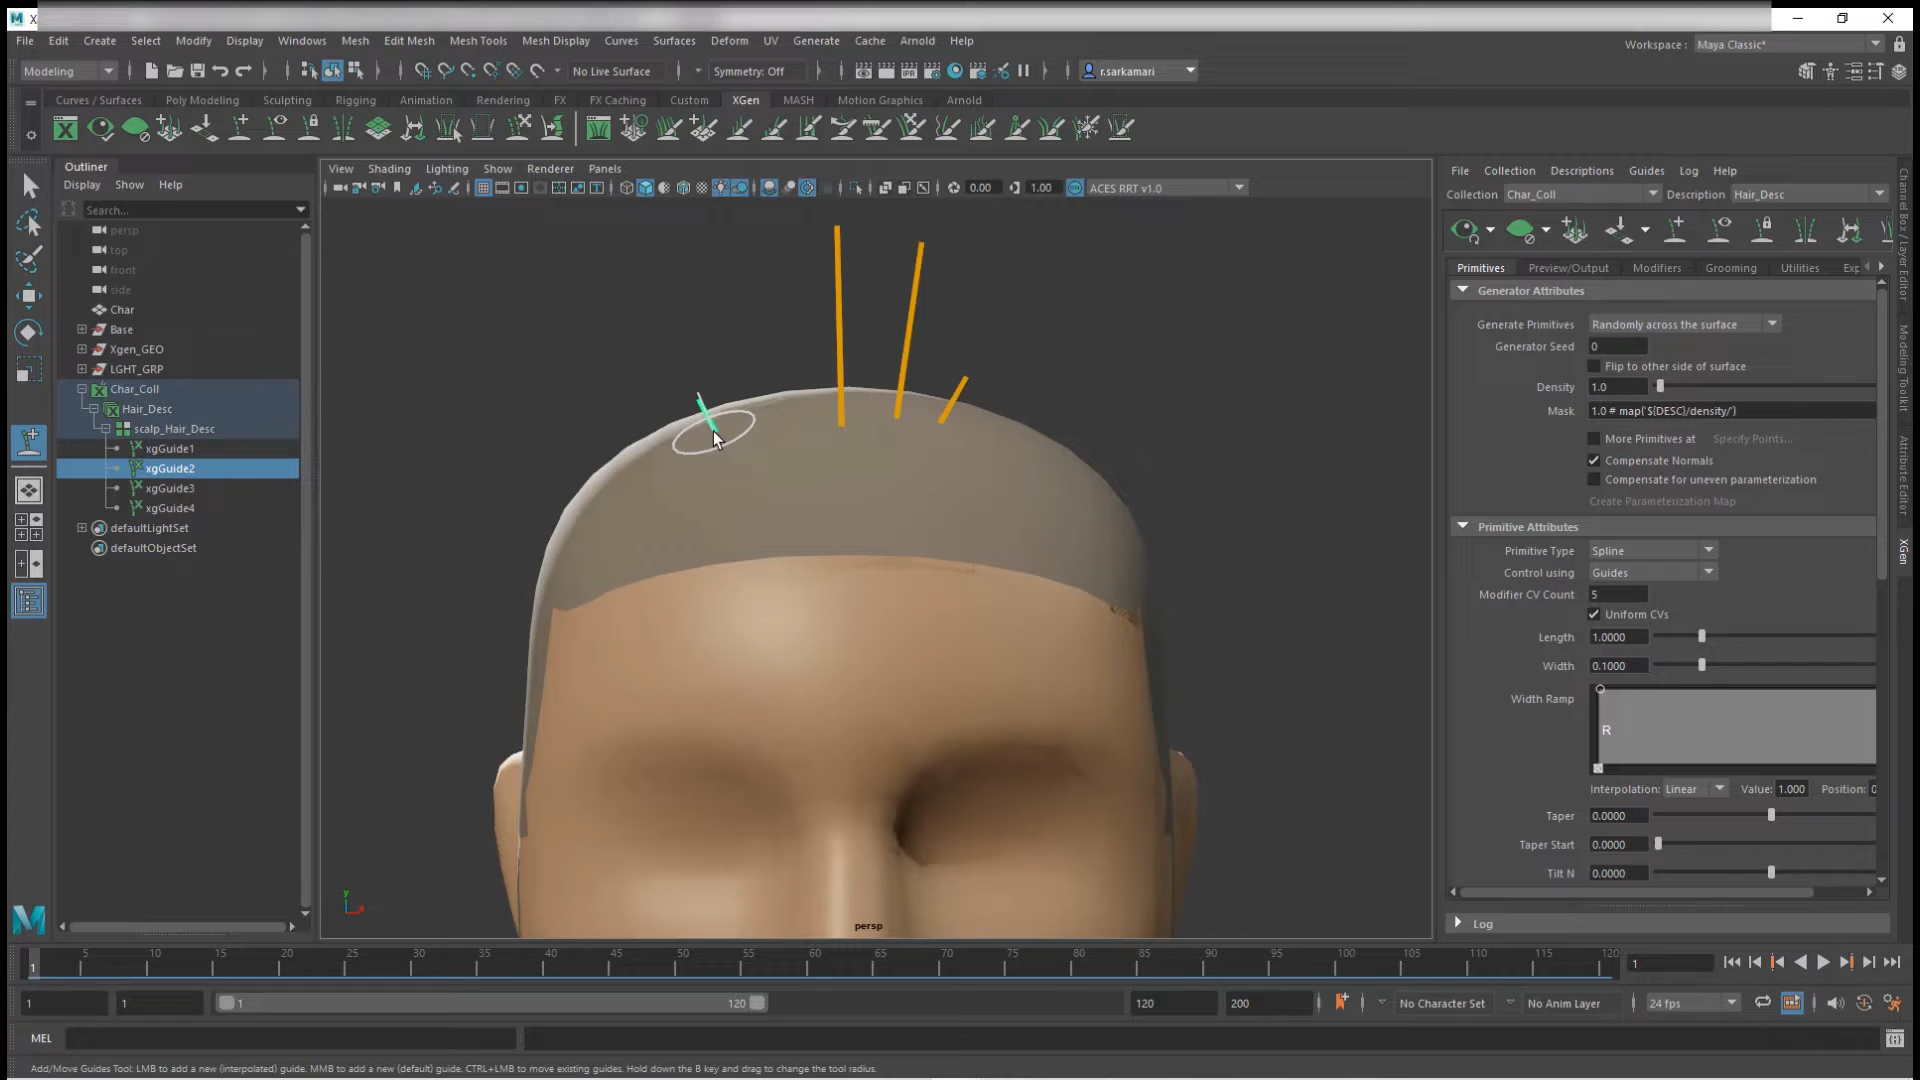 X
File Edit Create Select Modify Display Windows Mesh Edit Mesh Mesh Tools Mesh Display Curves Surfaces Deform UV Generate Cache Arnold Help
Workspace : Maya Classic*
Modeling No Live Surface Symmetry: Off r.sarkamari
Curves / Surfaces Poly Modeling Sculpting Rigging Animation Rendering FX FX Caching Custom XGen MASH Motion Graphics Arnold
Outliner
Display Show Help
Search...
persp
top
front
side
Char
Base
Xgen_GEO
LGHT_GRP
Char_Coll
Hair_Desc
scalp_Hair_Desc
xgGuide1
xgGuide2
xgGuide3
xgGuide4
defaultLightSet
defaultObjectSet
View Shading Lighting Show Renderer Panels
0.00 1.00 ACES RRT v1.0
persp
File Collection Descriptions Guides Log Help
Collection Char_Coll Description Hair_Desc
Primitives Preview/Output Modifiers Grooming Utilities Exp
Generator Attributes
Generate Primitives Randomly across the surface
Generator Seed 0
Flip to other side of surface
Density 1.0
Mask 1.0 # map('${DESC}/density/')
More Primitives at Specify Points...
Compensate Normals
Compensate for uneven parameterization
Create Parameterization Map
Primitive Attributes
Primitive Type Spline
Control using Guides
Modifier CV Count 5
Uniform CVs
Length 1.0000
Width 0.1000
Width Ramp R
Interpolation: Linear Value: 1.000 Position: 0
Taper 0.0000
Taper Start 0.0000
Tilt N 0.0000
Log
Channel Box / Layer Editor
Modeling Toolkit
Attribute Editor
XGen
1 5 10 15 20 25 30 35 40 45 50 55 60 65 70 75 80 85 90 95 100 105 110 115 120
1
1 1 1 120 120 200 No Character Set No Anim Layer 24 fps
MEL
Add/Move Guides Tool: LMB to add a new (interpolated) guide. MMB to add a new (default) guide. CTRL+LMB to move existing guides. Hold down the B key and drag to change the tool radius.